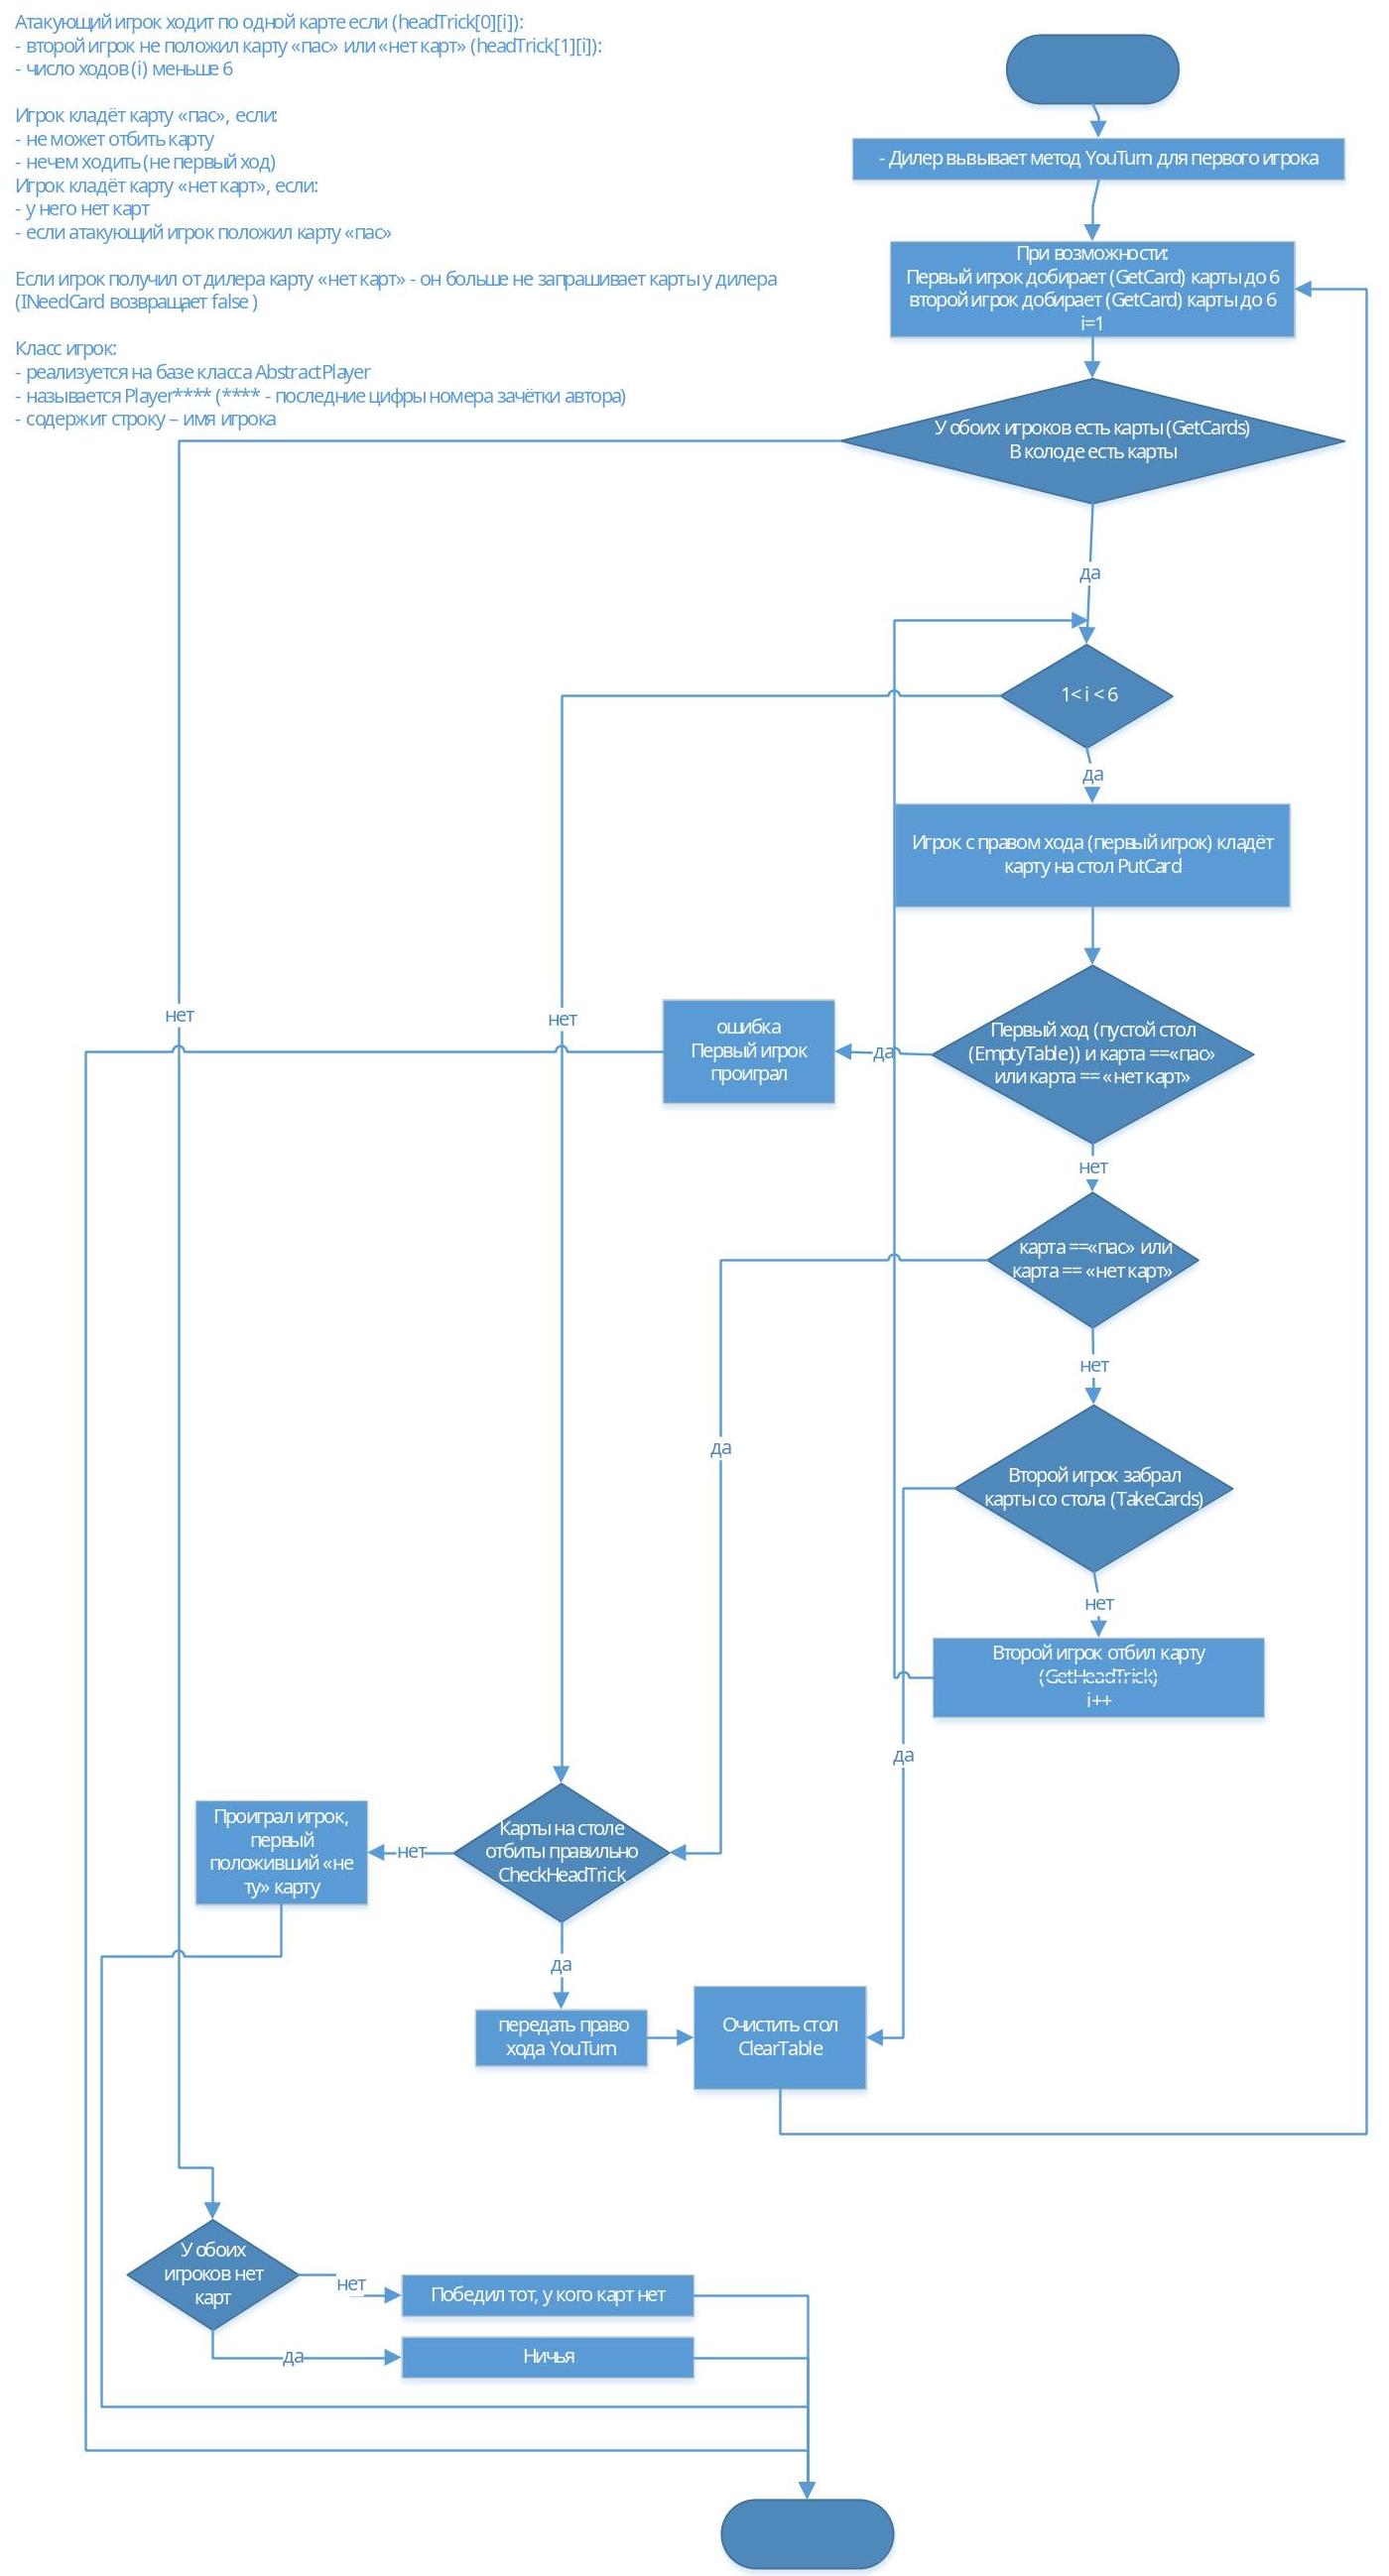 Атакующий игрок ходит по одной карте если (headTrick[0][i]):
- второй игрок не положил карту «пас» или «нет карт» (headTrick[1][i]):
- число ходов (i) меньше 6
Игрок кладёт карту «пас», если:
- не может отбить карту
- нечем ходить (не первый ход)
Игрок кладёт карту «нет карт», если:
- у него нет карт
- если атакующий игрок положил карту «пас»
Если игрок получил от дилера карту «нет карт» - он больше не запрашивает карты у дилера
(INeedCard возвращает false )
Класс игрок:
- реализуется на базе класса AbstractPlayer
- называется Player**** (**** - последние цифры номера зачётки автора)
- содержит строку – имя игрока
- Дилер вывывает метод YouTurn для первого игрока
При возможности:
Первый игрок добирает (GetCard) карты до 6
второй игрок добирает (GetCard) карты до 6
i=1
У обоих игроков есть карты (GetCards)
В колоде есть карты
да
1< i < 6
да
Игрок с правом хода (первый игрок) кладёт
карту на стол PutCard
нет
нет
ошибка
Первый игрок
проиграл
да
Первый ход (пустой стол
(EmptyTable)) и карта ==«пас»
или карта == «нет карт»
нет
карта ==«пас» или
карта == «нет карт»
нет
да
Второй игрок забрал
карты со стола (TakeCards)
нет
Второй игрок отбил карту
(GetHeadTrick)
i++
да
Проиграл игрок,
первый
положивший «не
ту» карту
нет
Карты на столе
отбиты правильно
CheckHeadTrick
да
передать право
хода YouTurn
Очистить стол
ClearTable
У обоих
игроков нет
карт
нет
Победил тот, у кого карт нет
да
Ничья